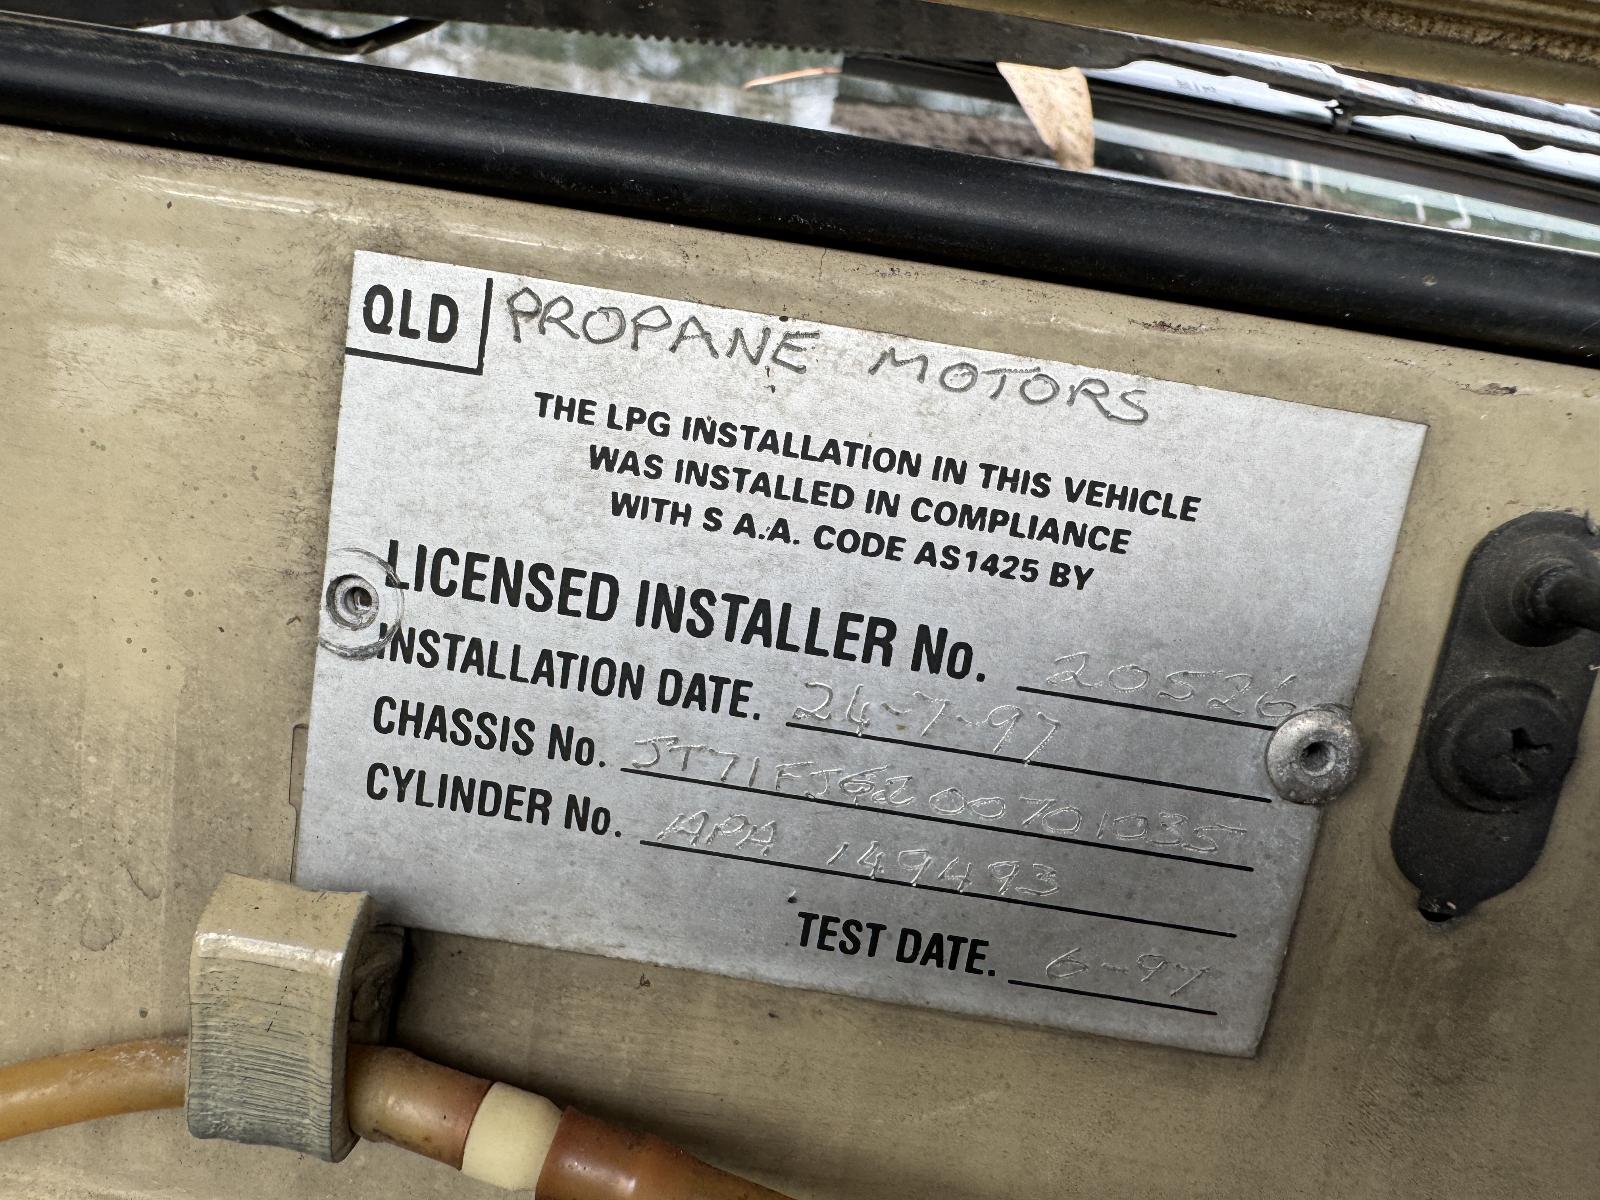 QLD PROPANE MOTORS
THE LPG INSTALLATION IN THIS VEHICLE
WAS INSTALLED IN COMPLIANCE
WITH S A.A. CODE AS1425 BY
LICENSED INSTALLER No. 20526
INSTALLATION DATE. 24-7-97
CHASSIS No. JT71FJ6200701035
CYLINDER No. APA 149493
TEST DATE. 6-97